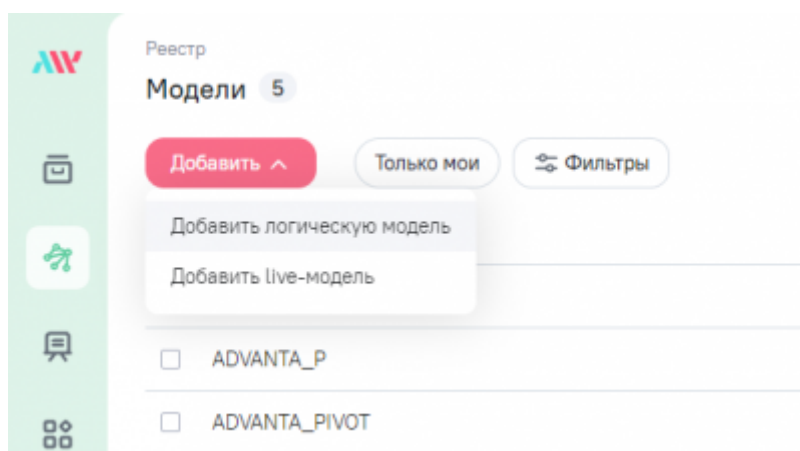 AW
Реестр
Модели 5
Добавить Только мои Фильтры
Добавить логическую модель
Добавить live-модель
ADVANTA_P
ADVANTA_PIVOT